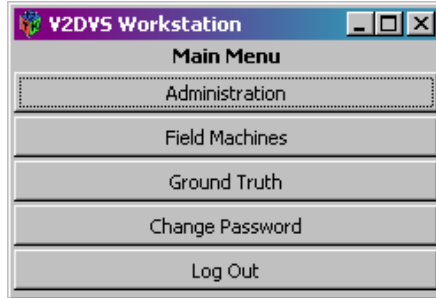 V2DVS Workstation
Main Menu
Administration
Field Machines
Ground Truth
Change Password
Log Out